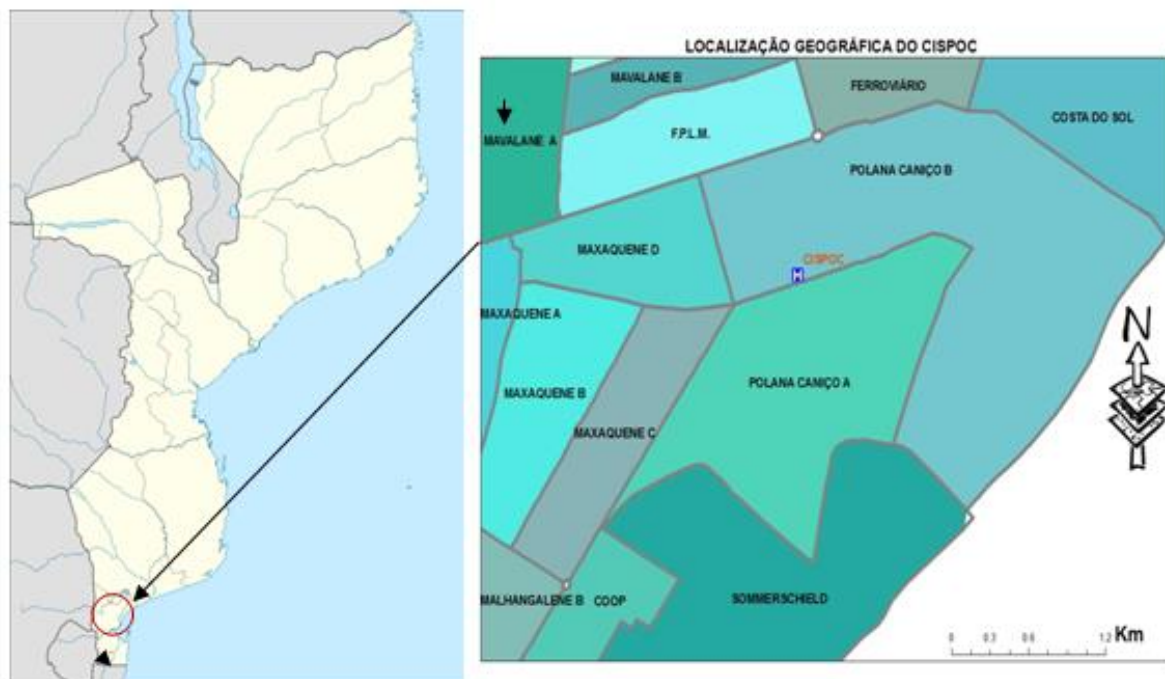 LOCALIZAÇÃO GEOGRÁFICA DO CISPOC
MAVALANE B
FERROVIÁRIO
COSTA DO SOL
MAVALANE A
F.P.L.M.
POLANA CANIÇO B
MAXAQUENE D
CISPOC
H
MAXAQUENE A
N
MAXAQUENE B
POLANA CANIÇO A
MAXAQUENE C
MALHANGALENE B
COOP
SOMMERSCHIELD
0 0.3 0.6 1.2 Km